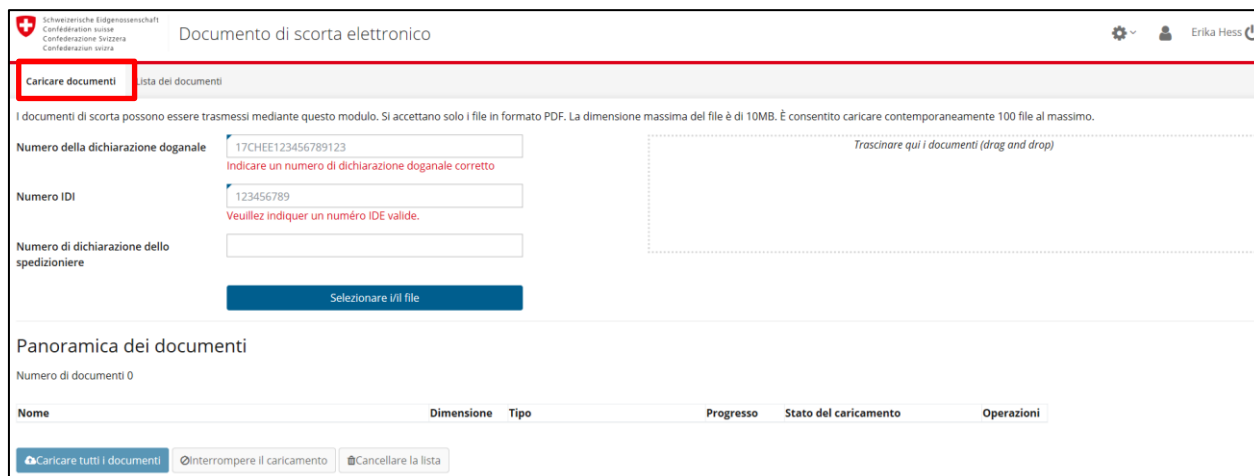 Schweizerische Eidgenossenschaft
Confédération suisse
Confederazione Svizzera
Confederaziun svizra
Documento di scorta elettronico
Erika Hess
Caricare documenti
Lista dei documenti
I documenti di scorta possono essere trasmessi mediante questo modulo. Si accettano solo i file in formato PDF. La dimensione massima del file è di 10MB. È consentito caricare contemporaneamente 100 file al massimo.
Numero della dichiarazione doganale
17CHEE123456789123
Indicare un numero di dichiarazione doganale corretto
Trascinare qui i documenti (drag and drop)
Numero IDI
123456789
Veuillez indiquer un numéro IDE valide.
Numero di dichiarazione dello
spedizioniere
Selezionare i/il file
Panoramica dei documenti
Numero di documenti 0
Nome Dimensione Tipo Progresso Stato del caricamento Operazioni
Caricare tutti i documenti Interrompere il caricamento Cancellare la lista